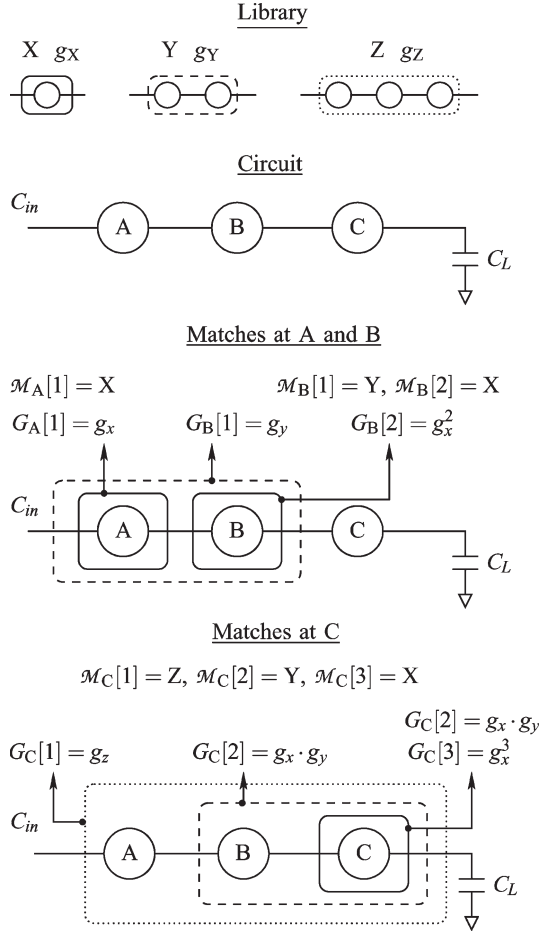 Library
X g_X Y g_Y Z g_Z
Circuit
C_in
A B C
C_L
Matches at A and B
ℳ_A[1] = X ℳ_B[1] = Y, ℳ_B[2] = X
G_A[1] = g_x G_B[1] = g_y G_B[2] = g_x^2
C_in
A B C
C_L
Matches at C
ℳ_C[1] = Z, ℳ_C[2] = Y, ℳ_C[3] = X
G_C[2] = g_x · g_y
G_C[1] = g_z G_C[2] = g_x · g_y G_C[3] = g_x^3
C_in
A B C
C_L